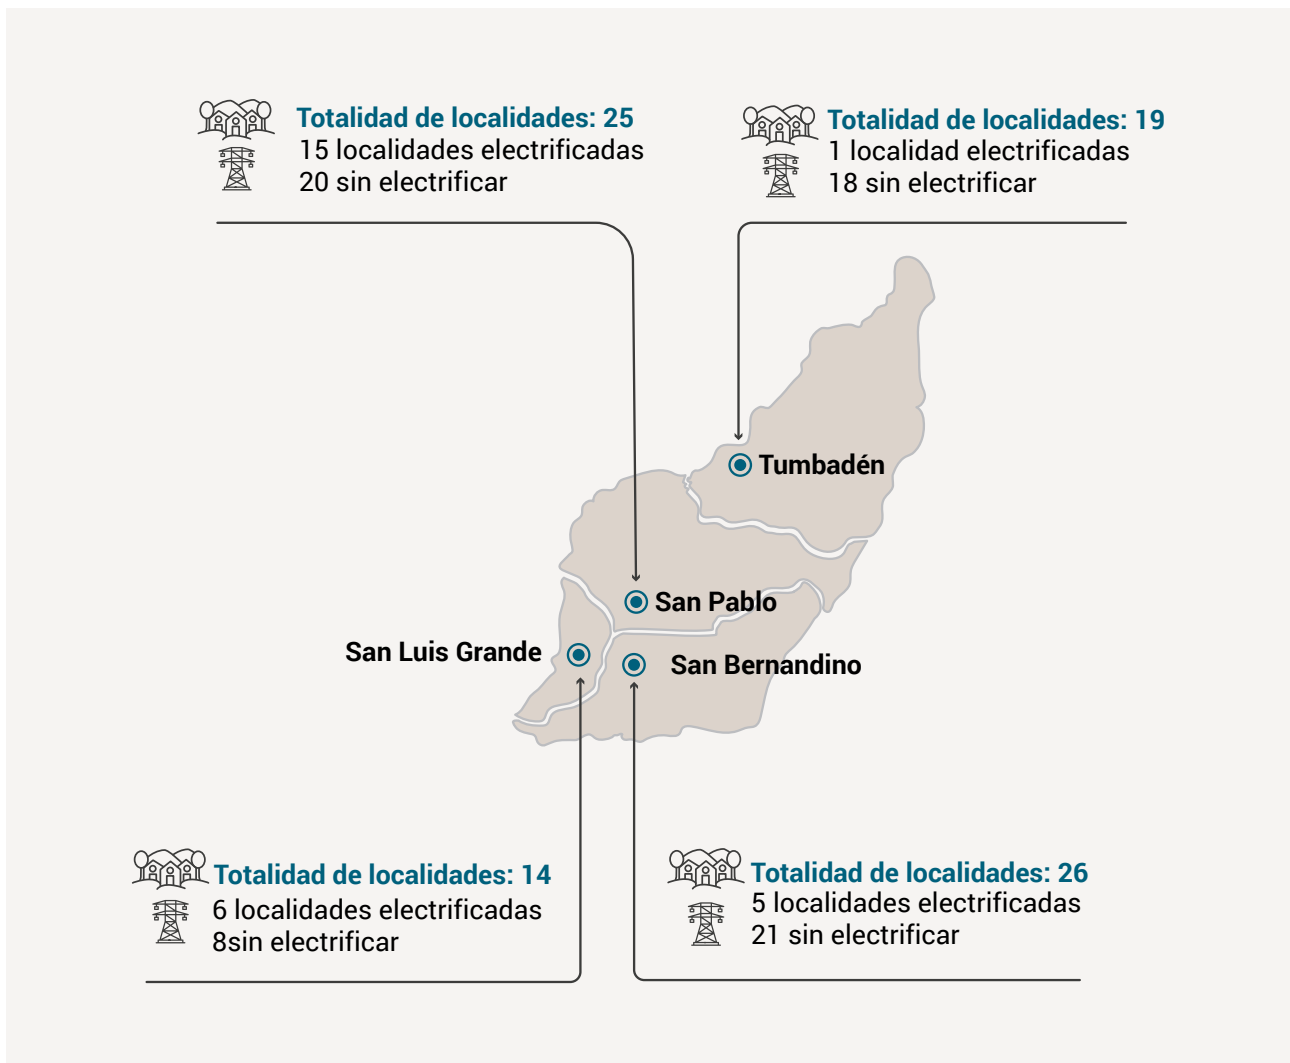 Totalidad de localidades: 25
15 localidades electrificadas
20 sin electrificar
Totalidad de localidades: 19
1 localidad electrificadas
18 sin electrificar
Tumbadén
San Pablo
San Luis Grande
San Bernandino
Totalidad de localidades: 14
6 localidades electrificadas
8sin electrificar
Totalidad de localidades: 26
5 localidades electrificadas
21 sin electrificar